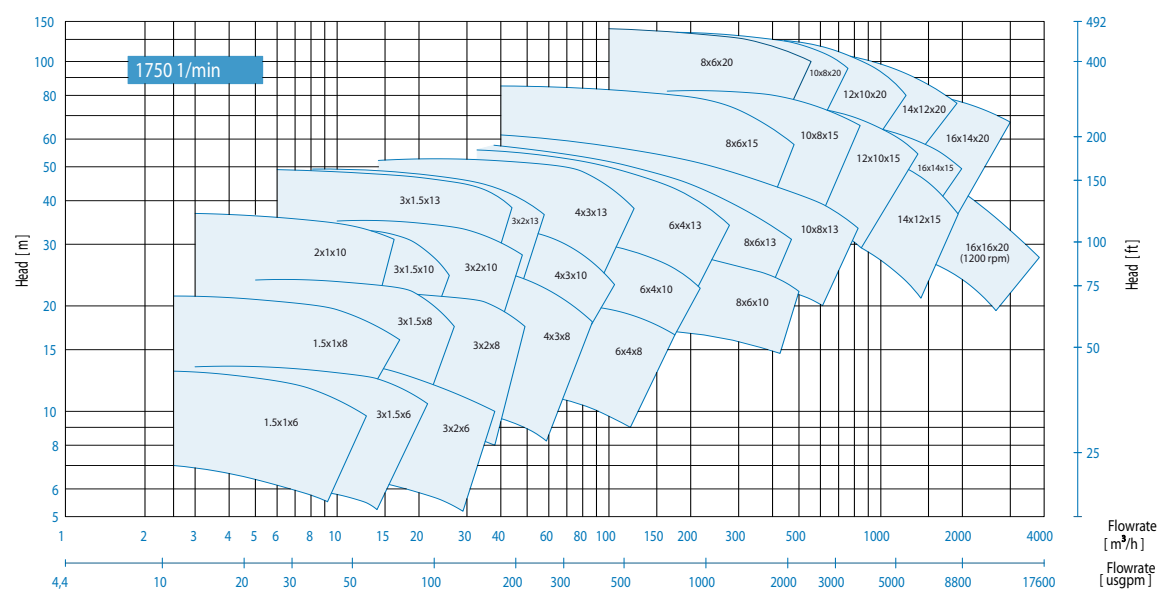 150
100
80
60
50
40
30
20
15
10
8
6
5
Head [m]
1750 1/min
8x6x20
10x8x20
12x10x20
14x12x20
16x14x20
8x6x15
10x8x15
12x10x15
16x14x15
14x12x15
16x16x20
(1200 rpm)
3x1.5x13
3x2x13
4x3x13
6x4x13
8x6x13
10x8x13
2x1x10
3x1.5x10
3x2x10
4x3x10
6x4x10
8x6x10
1.5x1x8
3x1.5x8
3x2x8
4x3x8
6x4x8
1.5x1x6
3x1.5x6
3x2x6
492
400
200
150
100
75
50
25
Head [ft]
1 2 3 4 5 6 8 10 15 20 30 40 60 80 100 150 200 300 500 1000 2000 4000
Flowrate
[m³/h]
4,4 10 20 30 50 100 200 300 500 1000 2000 3000 5000 8800 17600
Flowrate
[usgpm]